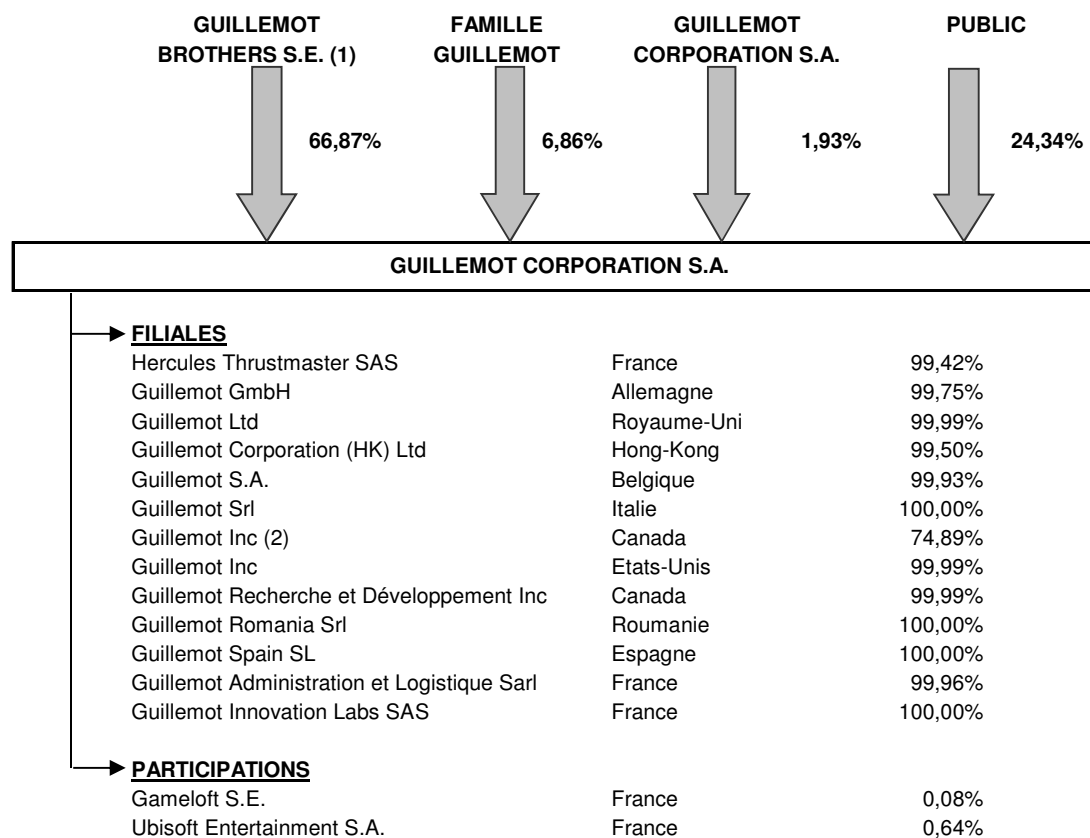 GUILLEMOT BROTHERS S.E. (1)
FAMILLE GUILLEMOT
GUILLEMOT CORPORATION S.A.
PUBLIC
66,87%
6,86%
1,93%
24,34%
GUILLEMOT CORPORATION S.A.
FILIALES
Hercules Thrustmaster SAS France 99,42%
Guillemot GmbH Allemagne 99,75%
Guillemot Ltd Royaume-Uni 99,99%
Guillemot Corporation (HK) Ltd Hong-Kong 99,50%
Guillemot S.A. Belgique 99,93%
Guillemot Srl Italie 100,00%
Guillemot Inc (2) Canada 74,89%
Guillemot Inc Etats-Unis 99,99%
Guillemot Recherche et Développement Inc Canada 99,99%
Guillemot Romania Srl Roumanie 100,00%
Guillemot Spain SL Espagne 100,00%
Guillemot Administration et Logistique Sarl France 99,96%
Guillemot Innovation Labs SAS France 100,00%
PARTICIPATIONS
Gameloft S.E. France 0,08%
Ubisoft Entertainment S.A. France 0,64%